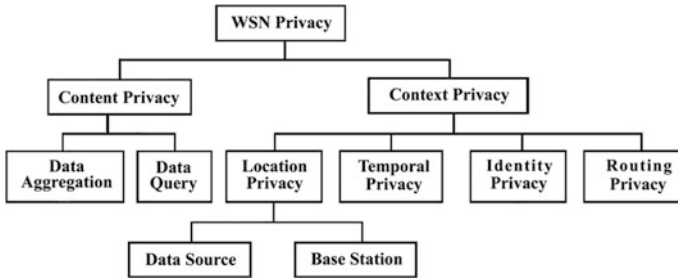 WSN Privacy
Content Privacy
Context Privacy
Data
Aggregation
Data
Query
Location
Privacy
Temporal
Privacy
Identity
Privacy
Routing
Privacy
Data Source
Base Station